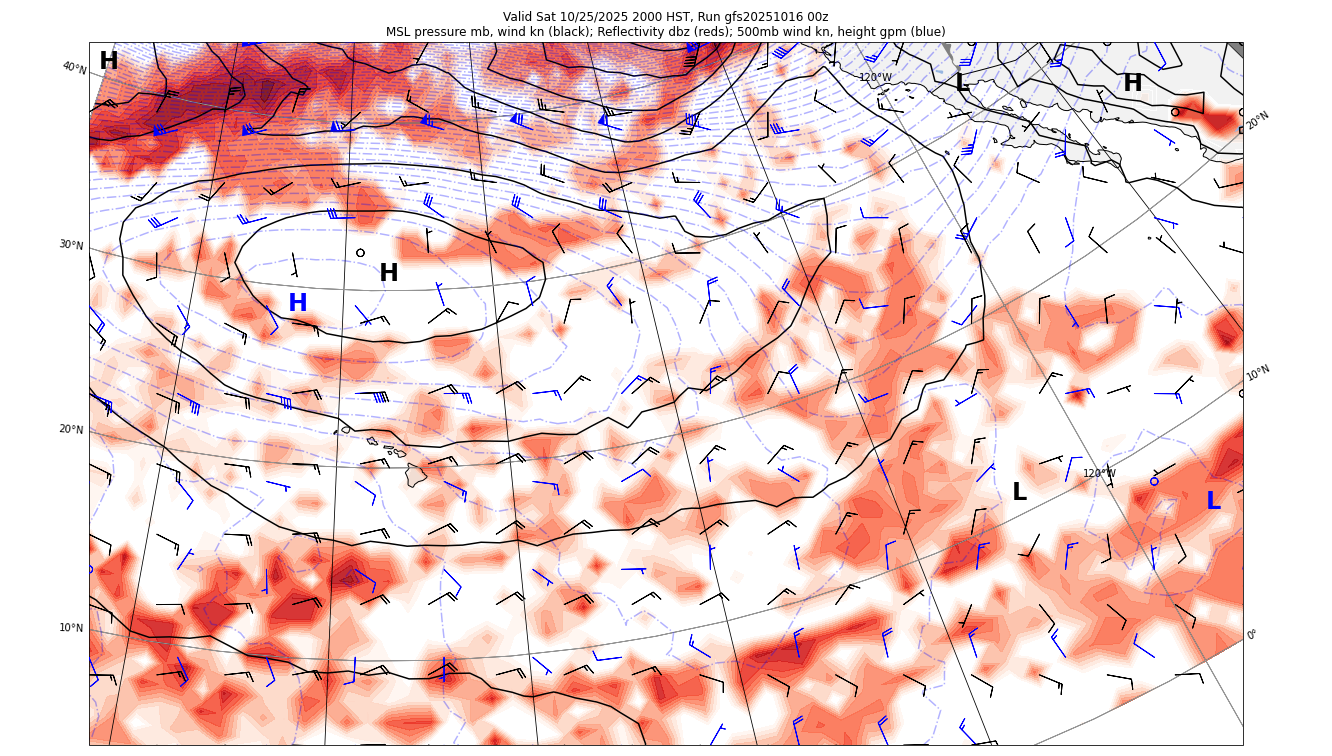 Valid Sat 10/25/2025 2000 HST, Run gfs20251016 00z
MSL pressure mb, wind kn (black); Reflectivity dbz (reds); 500mb wind kn, height gpm (blue)
H
40°N
120°W
L
H
20°N
30°N
H
H
10°N
20°N
120°W
L
L
10°N
0°